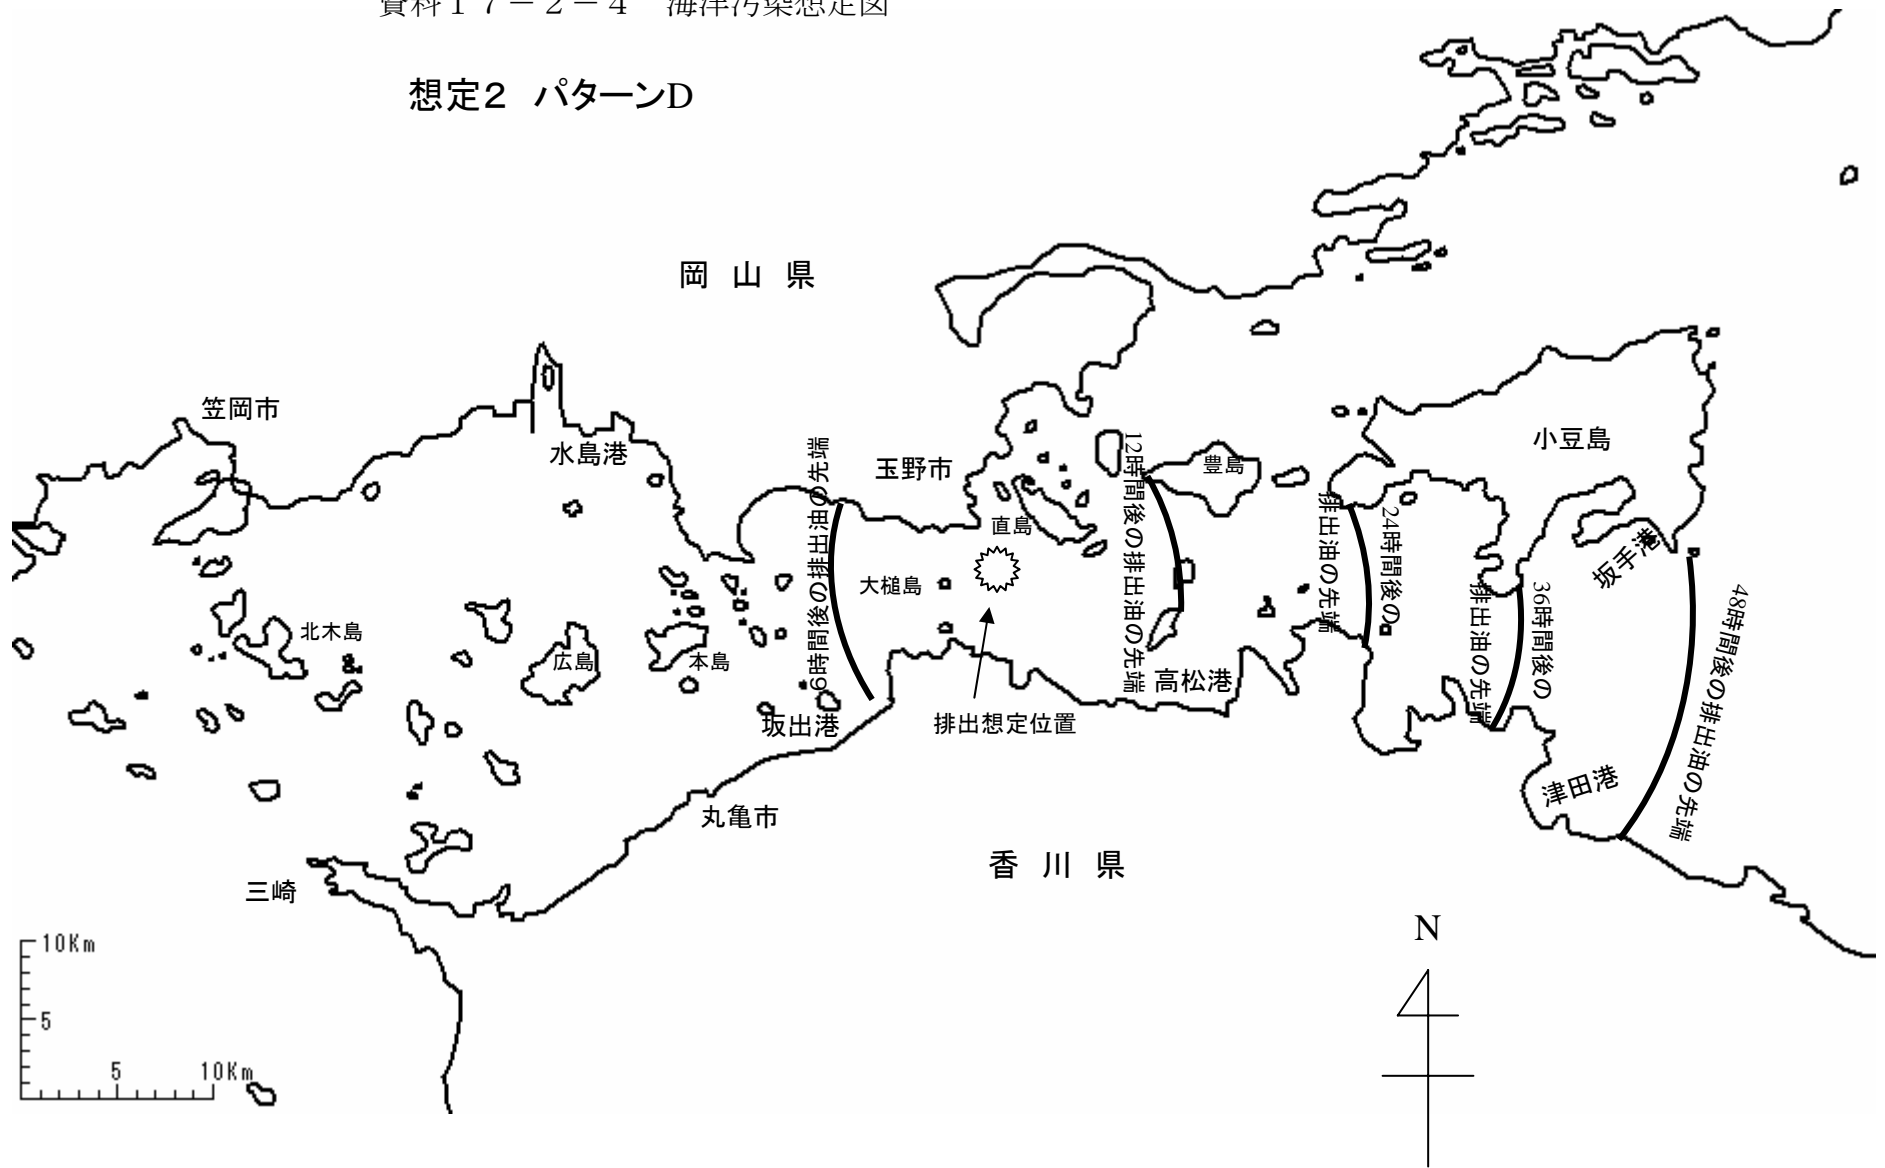 資料１７－２－４　海洋汚染想定図
想定２　パターンD
岡 山 県
笠岡市
水島港
玉野市
豊島
小豆島
直島
大槌島
坂手港
北木島
広島
本島
高松港
坂出港
排出想定位置
丸亀市
津田港
三崎
香 川 県
6時間後の排出油の先端
12時間後の排出油の先端
24時間後の
排出油の先端
36時間後の
排出油の先端
48時間後の排出油の先端
N
10Km
5
5
10Km